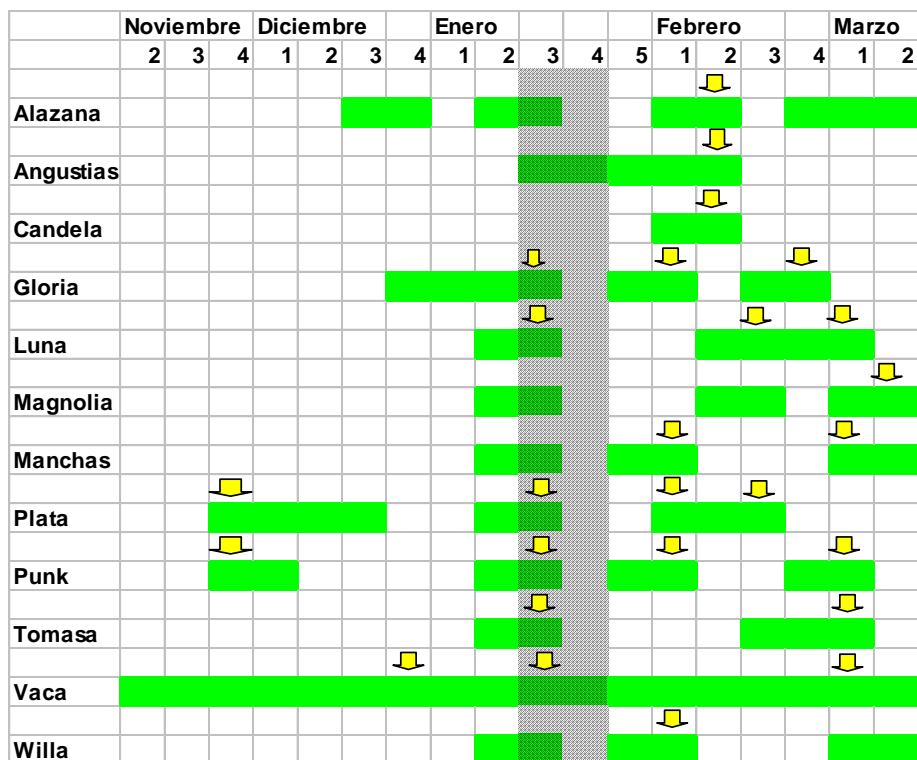 Noviembre Diciembre Enero Febrero Marzo
2 3 4 1 2 3 4 1 2 3 4 5 1 2 3 4 1 2
Alazana
Angustias
Candela
Gloria
Luna
Magnolia
Manchas
Plata
Punk
Tomasa
Vaca
Willa